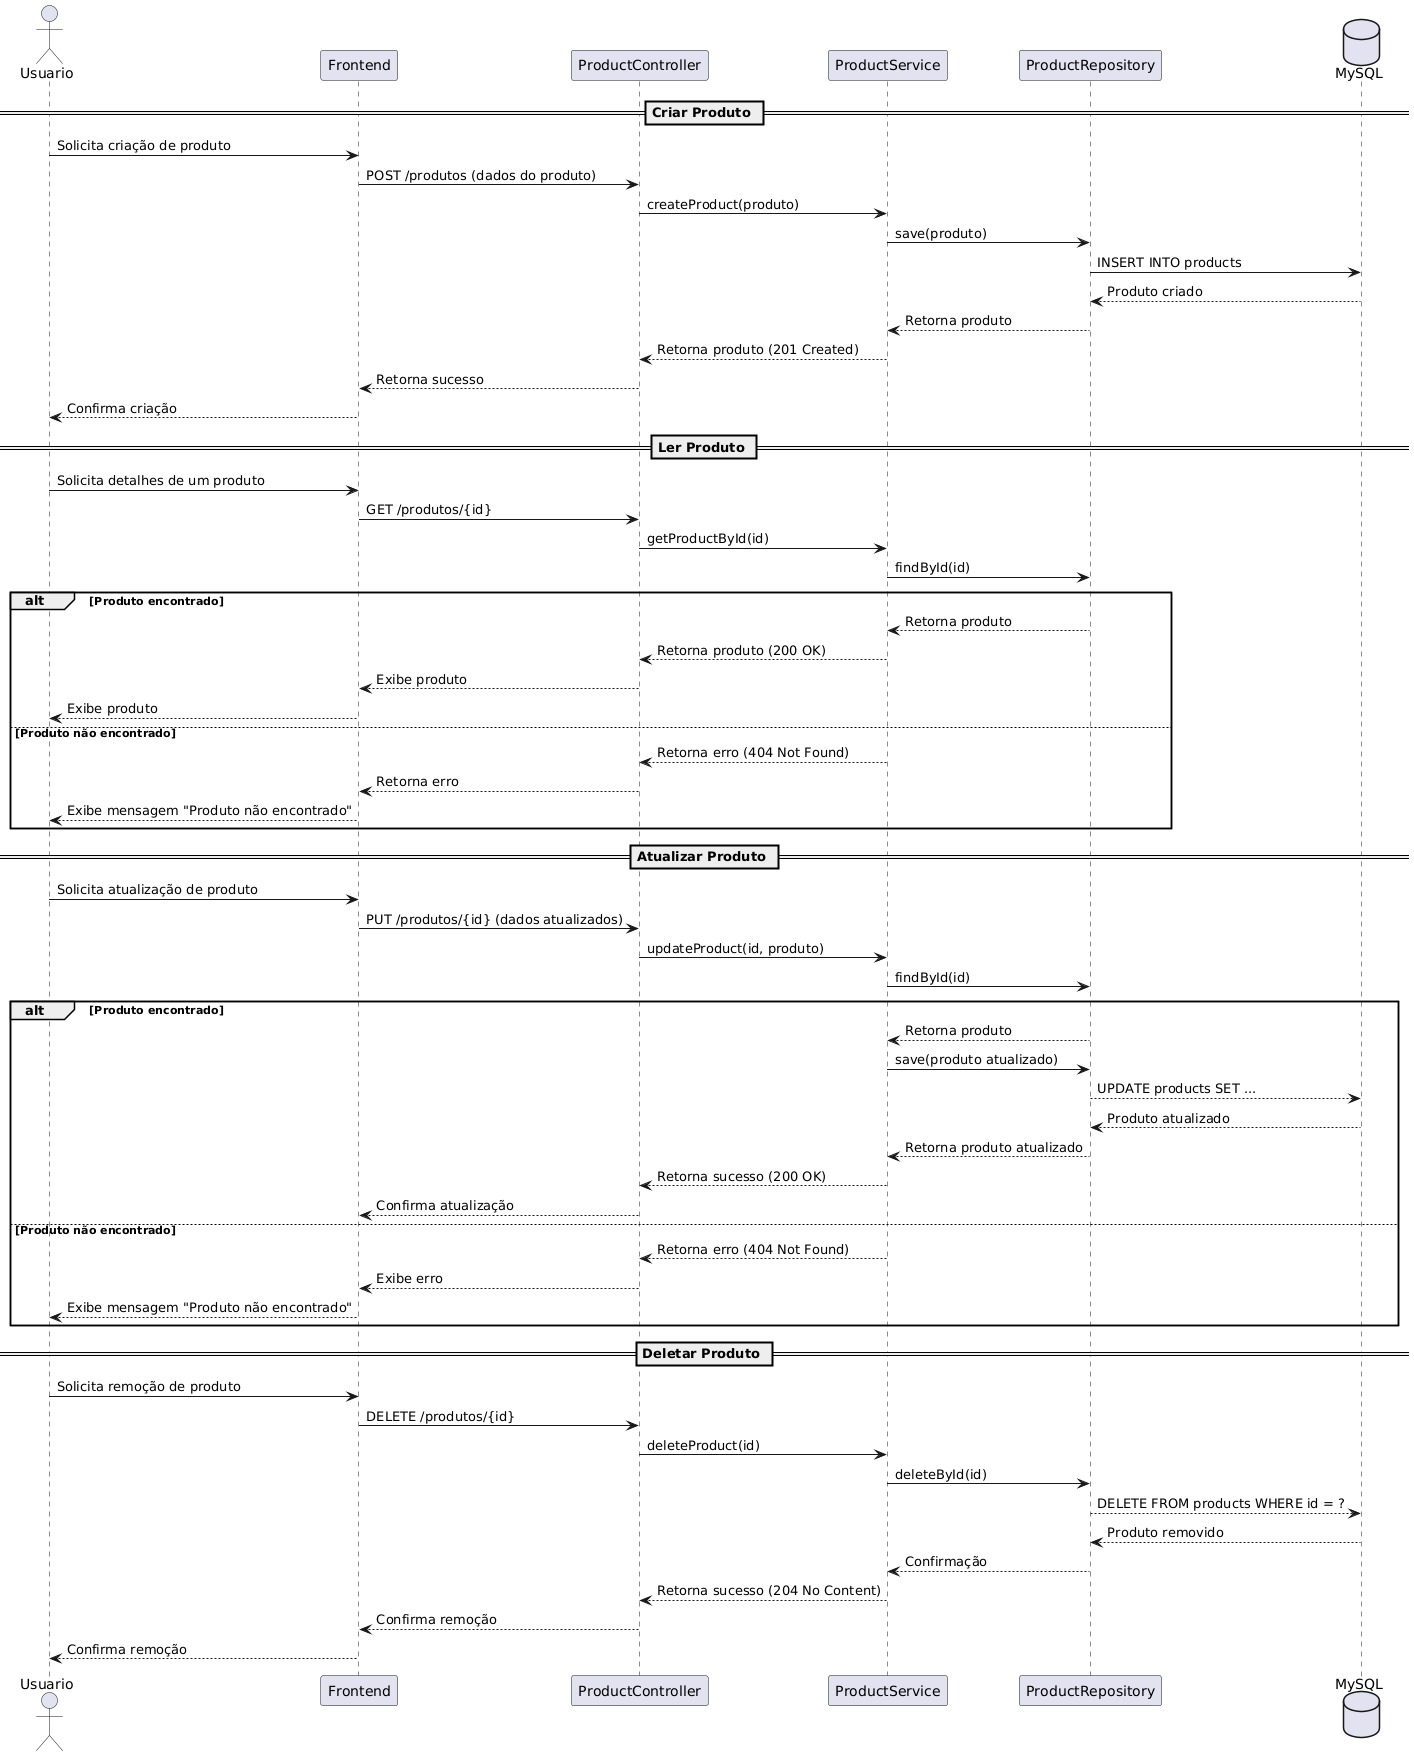 Usuario
Frontend
ProductController
ProductService
ProductRepository
MySQL
Criar Produto
Solicita criação de produto
POST /produtos (dados do produto)
createProduct(produto)
save(produto)
INSERT INTO products
Produto criado
Retorna produto
Retorna produto (201 Created)
Retorna sucesso
Confirma criação
Ler Produto
Solicita detalhes de um produto
GET /produtos/{id}
getProductById(id)
findById(id)
alt [Produto encontrado]
Retorna produto
Retorna produto (200 OK)
Exibe produto
Exibe produto
[Produto não encontrado]
Retorna erro (404 Not Found)
Retorna erro
Exibe mensagem "Produto não encontrado"
Atualizar Produto
Solicita atualização de produto
PUT /produtos/{id} (dados atualizados)
updateProduct(id, produto)
findById(id)
alt [Produto encontrado]
Retorna produto
save(produto atualizado)
UPDATE products SET ...
Produto atualizado
Retorna produto atualizado
Retorna sucesso (200 OK)
Confirma atualização
[Produto não encontrado]
Retorna erro (404 Not Found)
Exibe erro
Exibe mensagem "Produto não encontrado"
Deletar Produto
Solicita remoção de produto
DELETE /produtos/{id}
deleteProduct(id)
deleteById(id)
DELETE FROM products WHERE id = ?
Produto removido
Confirmação
Retorna sucesso (204 No Content)
Confirma remoção
Confirma remoção
Usuario
Frontend
ProductController
ProductService
ProductRepository
MySQL